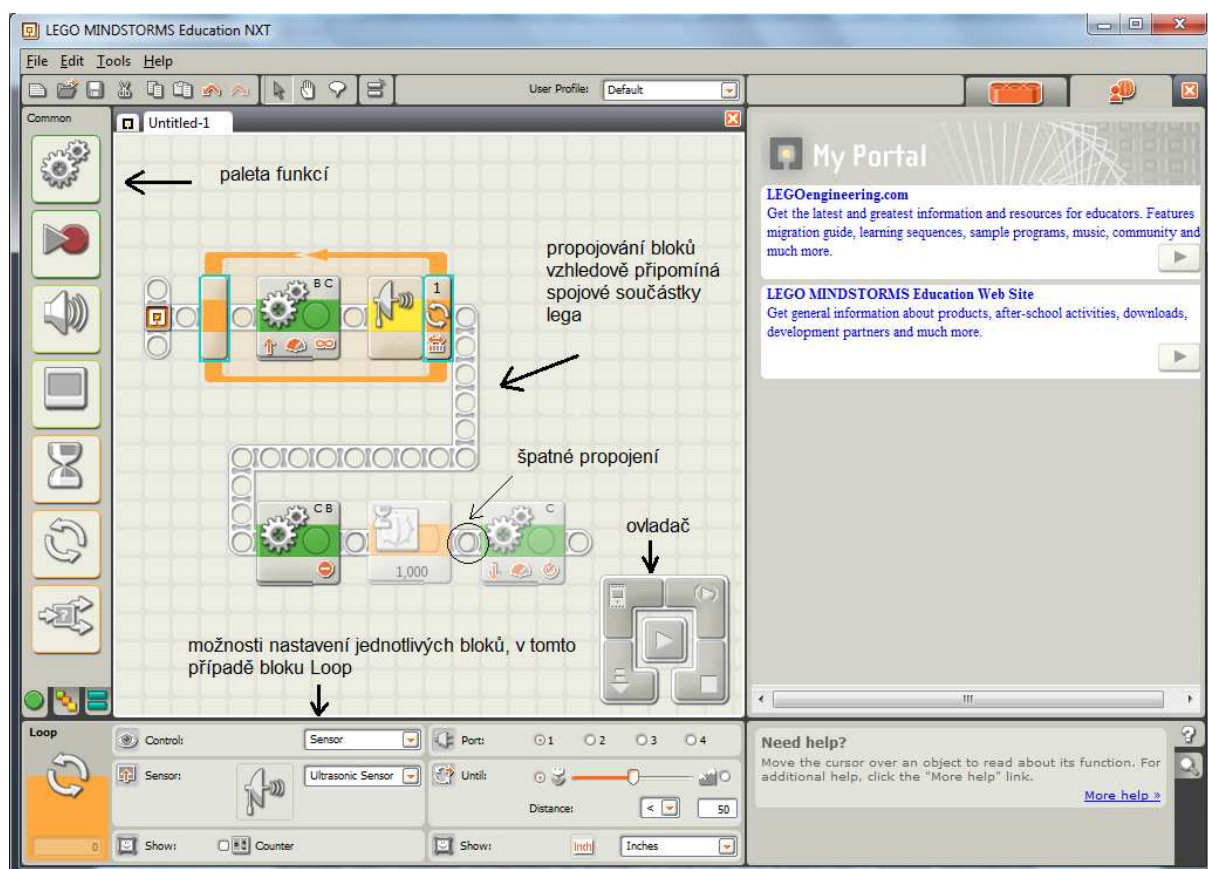 LEGO MINDSTORMS Education NXT
File Edit Tools Help
User Profile: Default
Common
Untitled-1
paleta funkcí
propojování bloků
vzhledově připomíná
spojové součástky
lega
B C
1
špatné propojení
C B
C
1,000
ovladač
možnosti nastavení jednotlivých bloků, v tomto
případě bloku Loop
My Portal
LEGOengineering.com
Get the latest and greatest information and resources for educators. Features
migration guide, learning sequences, sample programs, music, community and
much more.
LEGO MINDSTORMS Education Web Site
Get general information about products, after-school activities, downloads,
development partners and much more.
Loop
0
Control: Sensor
Port: 1 2 3 4
Sensor: Ultrasonic Sensor
Until:
Distance: < 50
Show: Counter
Show: Inch Inches
Need help?
Move the cursor over an object to read about its function. For
additional help, click the "More help" link.
More help »